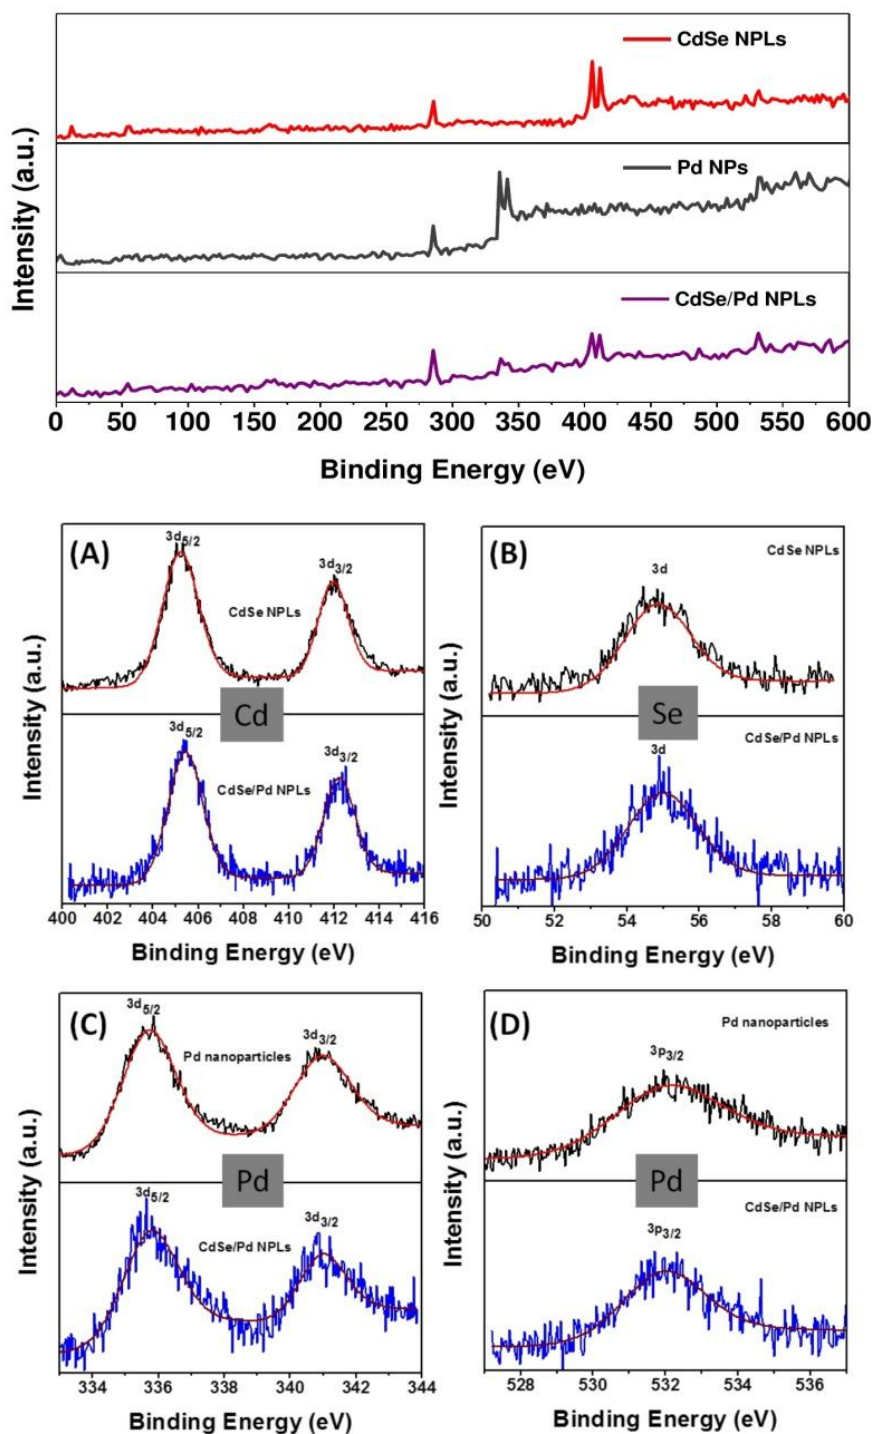 CdSe NPLs
Pd NPs
CdSe/Pd NPLs
Intensity (a.u.)
0 50 100 150 200 250 300 350 400 450 500 550 600
Binding Energy (eV)
(A)
3d5/2
3d3/2
CdSe NPLs
Cd
3d5/2
3d3/2
CdSe/Pd NPLs
Intensity (a.u.)
400 402 404 406 408 410 412 414 416
Binding Energy (eV)
(B)
CdSe NPLs
3d
Se
CdSe/Pd NPLs
3d
Intensity (a.u.)
50 52 54 56 58 60
Binding Energy (eV)
(C)
3d5/2
3d3/2
Pd nanoparticles
Pd
3d5/2
3d3/2
CdSe/Pd NPLs
Intensity (a.u.)
334 336 338 340 342 344
Binding Energy (eV)
(D)
Pd nanoparticles
3p3/2
Pd
CdSe/Pd NPLs
3p3/2
Intensity (a.u.)
528 530 532 534 536
Binding Energy (eV)